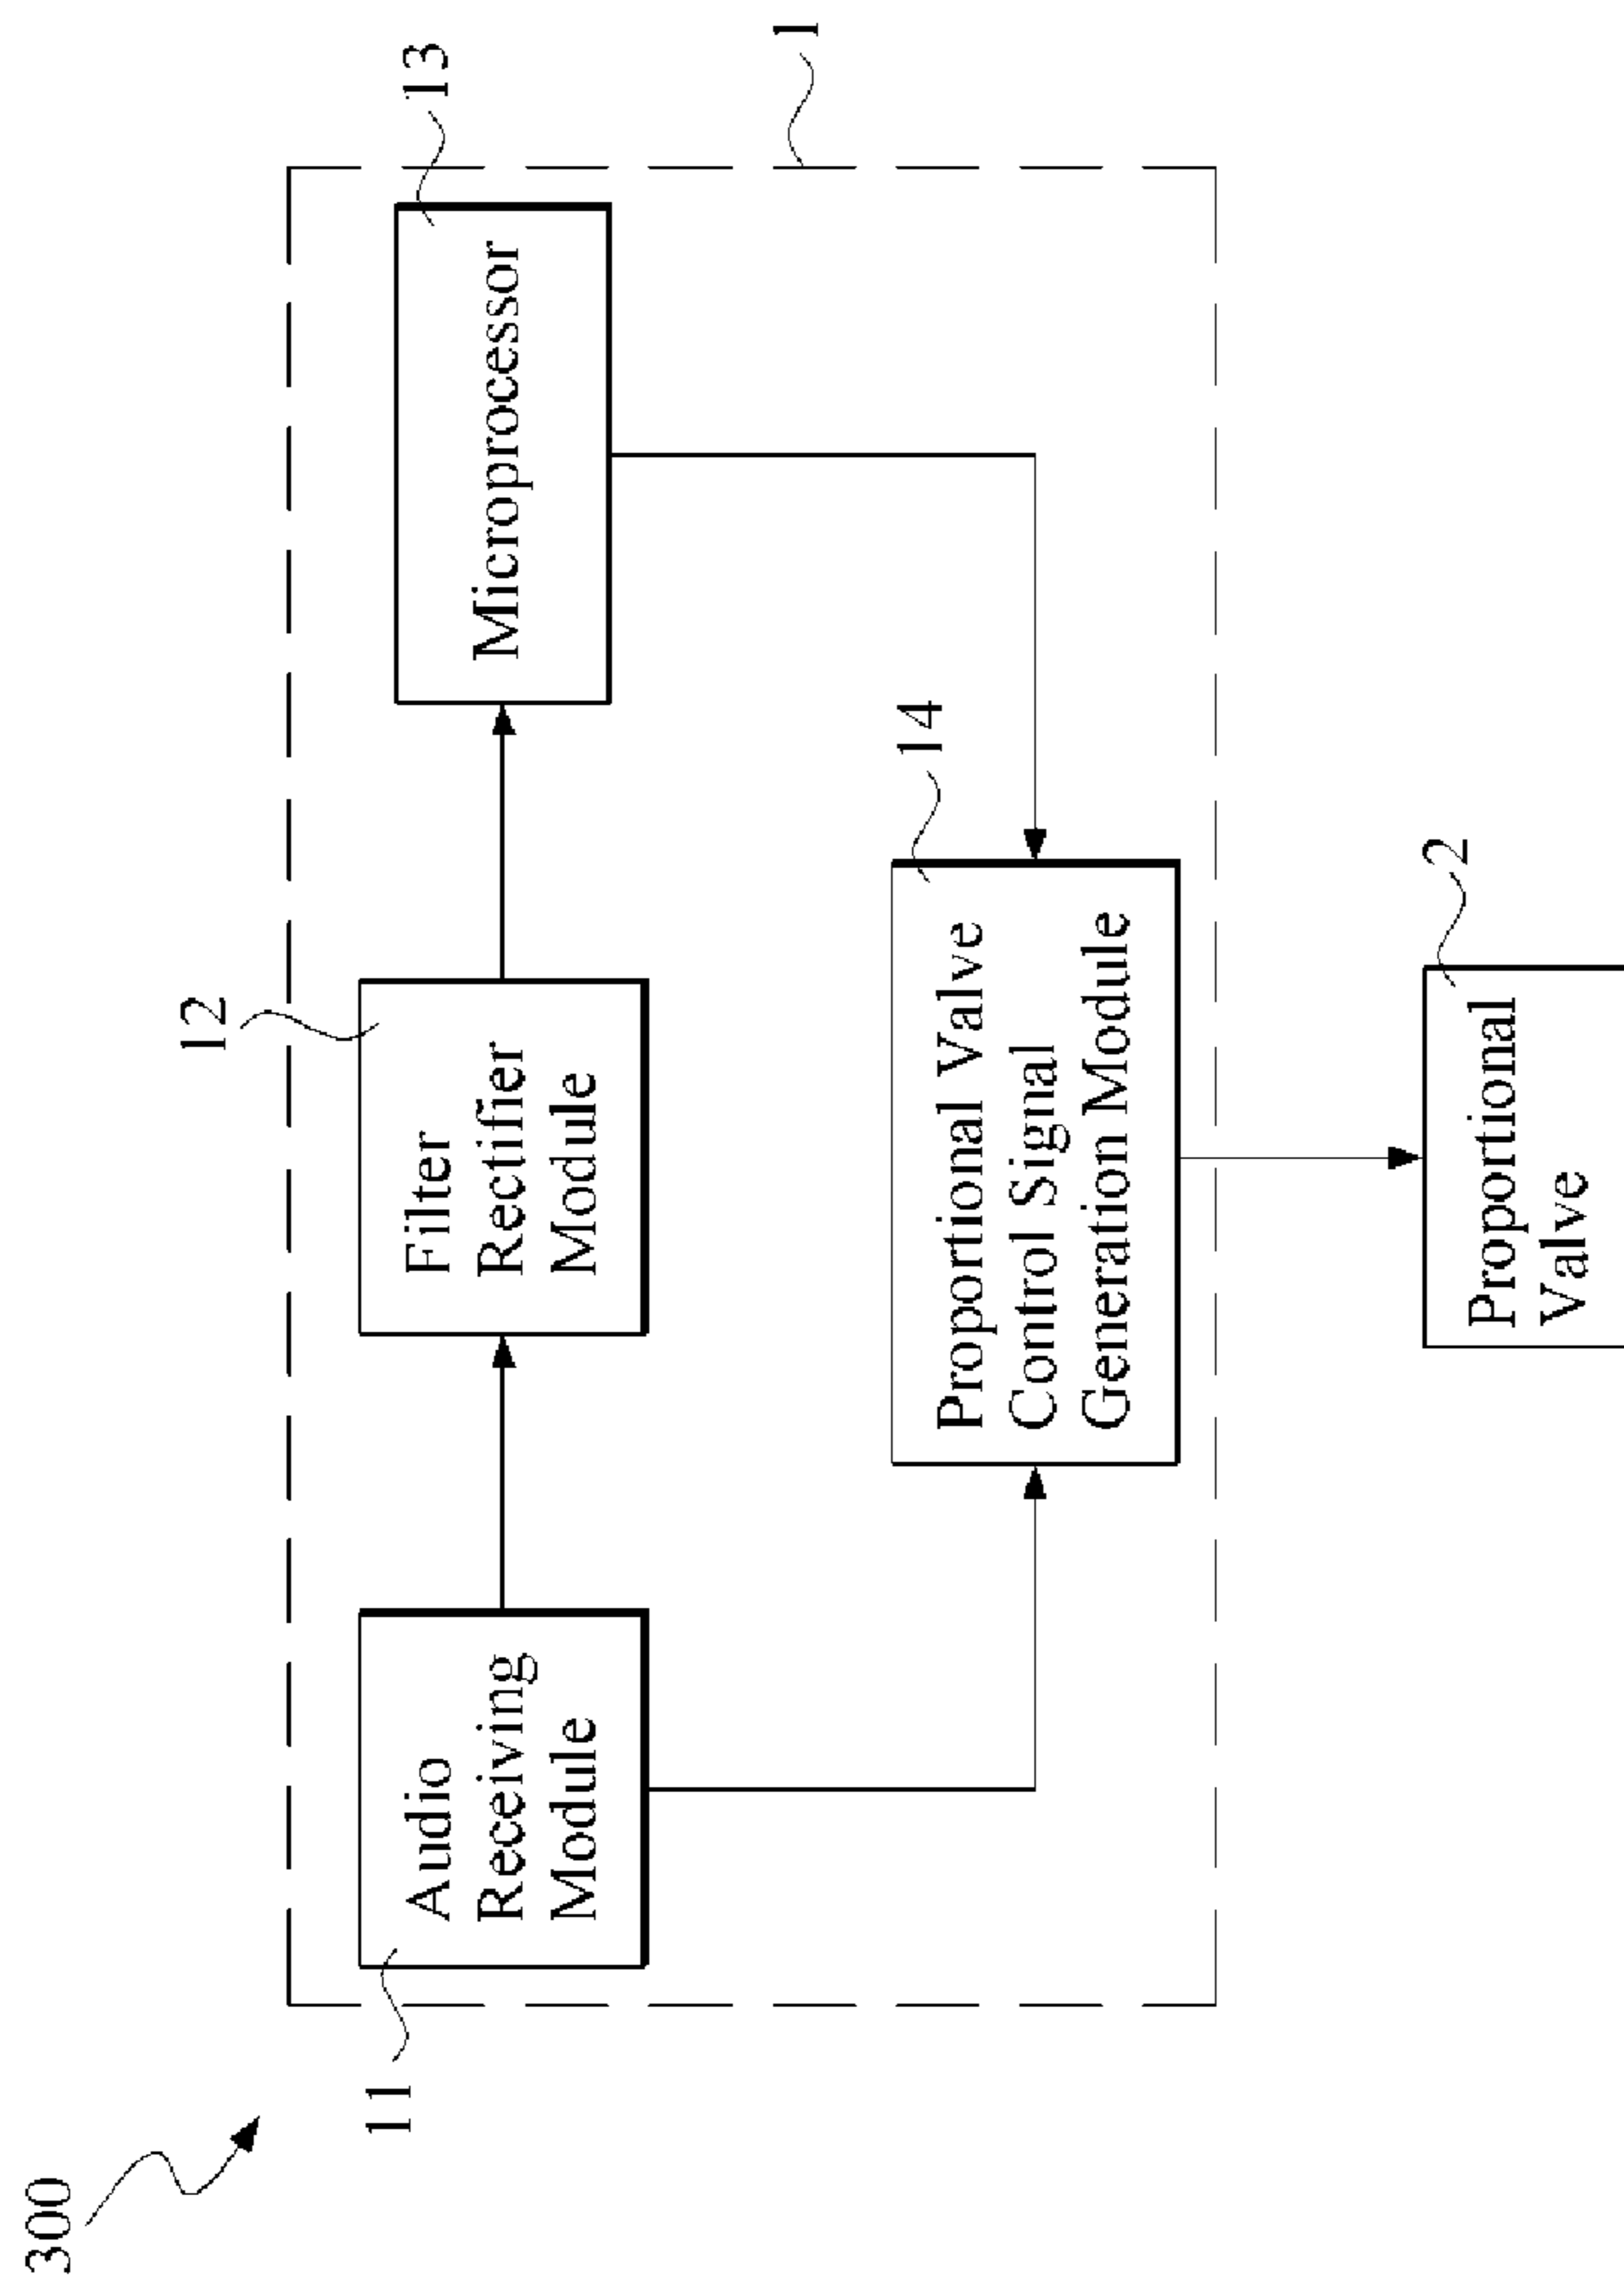 300
12
13
11
Audio
Receiving
Module
Filter
Rectifier
Module
Microprocessor
1
14
Proportional Valve
Control Signal
Generation Module
2
Proportional
Valve